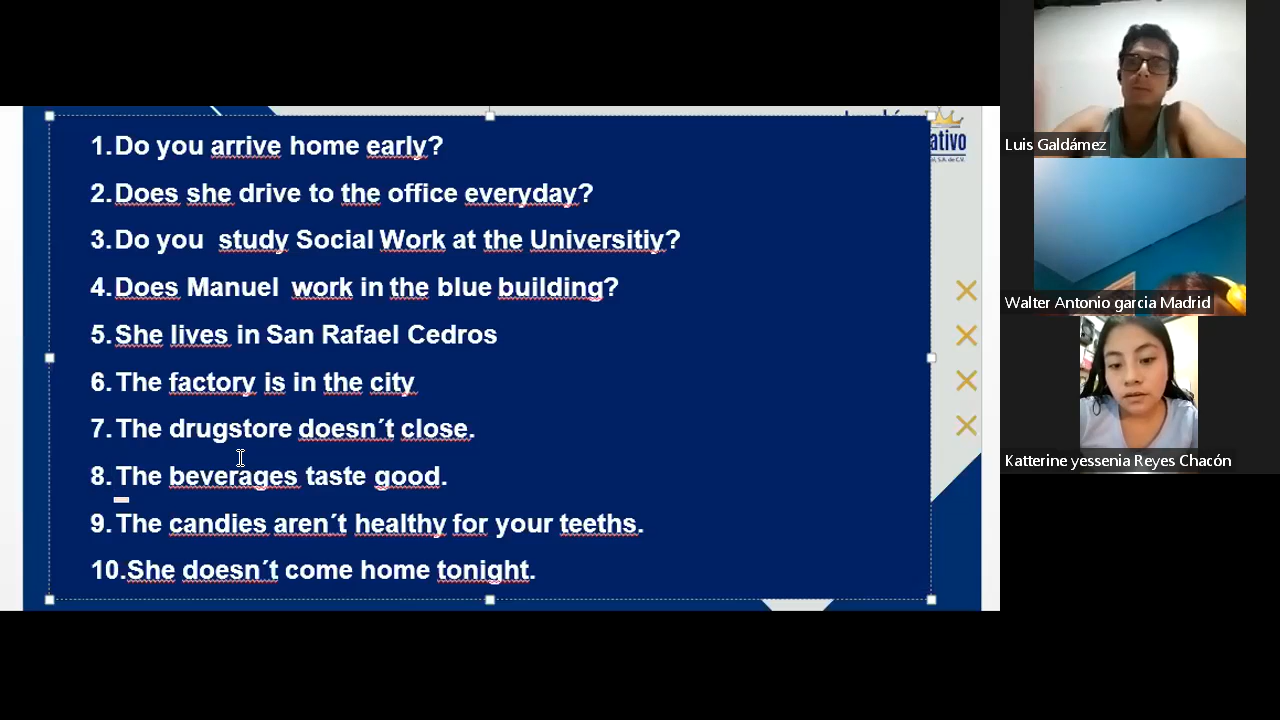 1.Do you arrive home early?
2.Does she drive to the office everyday?
3.Do you  study Social Work at the Universitiy?
4.Does Manuel  work in the blue building?
5.She lives in San Rafael Cedros
6.The factory is in the city
7.The drugstore doesn´t close.
8.The beverages taste good.
9.The candies aren´t healthy for your teeths.
10.She doesn´t come home tonight.
Luis Galdámez
Walter Antonio garcia Madrid
Katterine yessenia Reyes Chacón